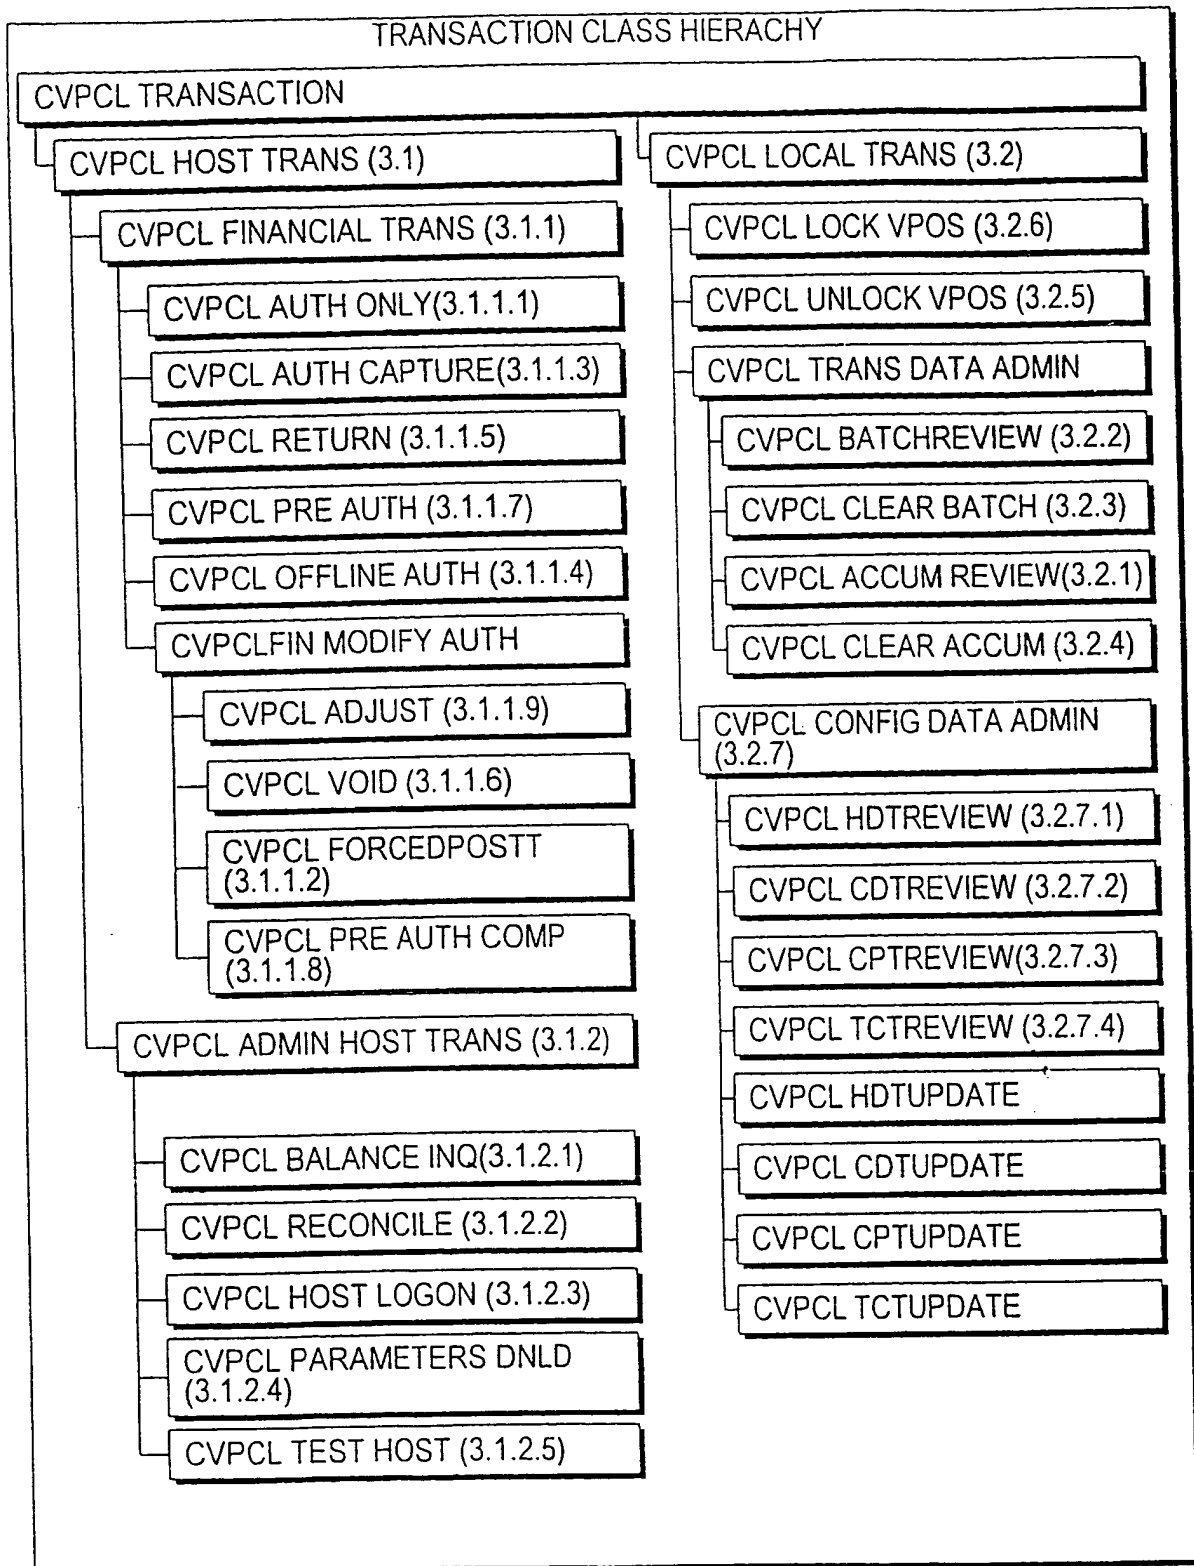 TRANSACTION CLASS HIERACHY
CVPCL TRANSACTION
CVPCL HOST TRANS (3.1)
CVPCL FINANCIAL TRANS (3.1.1)
CVPCL AUTH ONLY(3.1.1.1)
CVPCL AUTH CAPTURE(3.1.1.3)
CVPCL RETURN (3.1.1.5)
CVPCL PRE AUTH (3.1.1.7)
CVPCL OFFLINE AUTH (3.1.1.4)
CVPCLFIN MODIFY AUTH
CVPCL ADJUST (3.1.1.9)
CVPCL VOID (3.1.1.6)
CVPCL FORCEDPOSTT
(3.1.1.2)
CVPCL PRE AUTH COMP
(3.1.1.8)
CVPCL ADMIN HOST TRANS (3.1.2)
CVPCL BALANCE INQ(3.1.2.1)
CVPCL RECONCILE (3.1.2.2)
CVPCL HOST LOGON (3.1.2.3)
CVPCL PARAMETERS DNLD
(3.1.2.4)
CVPCL TEST HOST (3.1.2.5)
CVPCL LOCAL TRANS (3.2)
CVPCL LOCK VPOS (3.2.6)
CVPCL UNLOCK VPOS (3.2.5)
CVPCL TRANS DATA ADMIN
CVPCL BATCHREVIEW (3.2.2)
CVPCL CLEAR BATCH (3.2.3)
CVPCL ACCUM REVIEW(3.2.1)
CVPCL CLEAR ACCUM (3.2.4)
CVPCL CONFIG DATA ADMIN
(3.2.7)
CVPCL HDTREVIEW (3.2.7.1)
CVPCL CDTREVIEW (3.2.7.2)
CVPCL CPTREVIEW(3.2.7.3)
CVPCL TCTREVIEW (3.2.7.4)
CVPCL HDTUPDATE
CVPCL CDTUPDATE
CVPCL CPTUPDATE
CVPCL TCTUPDATE